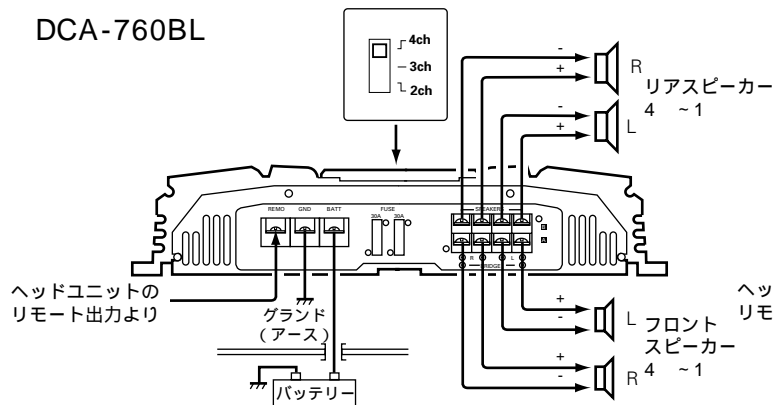 DCA-760BL
4ch
3ch
2ch
-
+
R
リアスピーカー
4 ~1
-
+
L
REMO GND BATT
FUSE
30A 30A
SPEAKERS
B
A
R L
BRIDGE
ヘッドユニットの
リモート出力より
グランド
(アース)
バッテリー
+
-
L
フロント
スピーカー
4 ~1
+
-
R
ヘッ
リモ